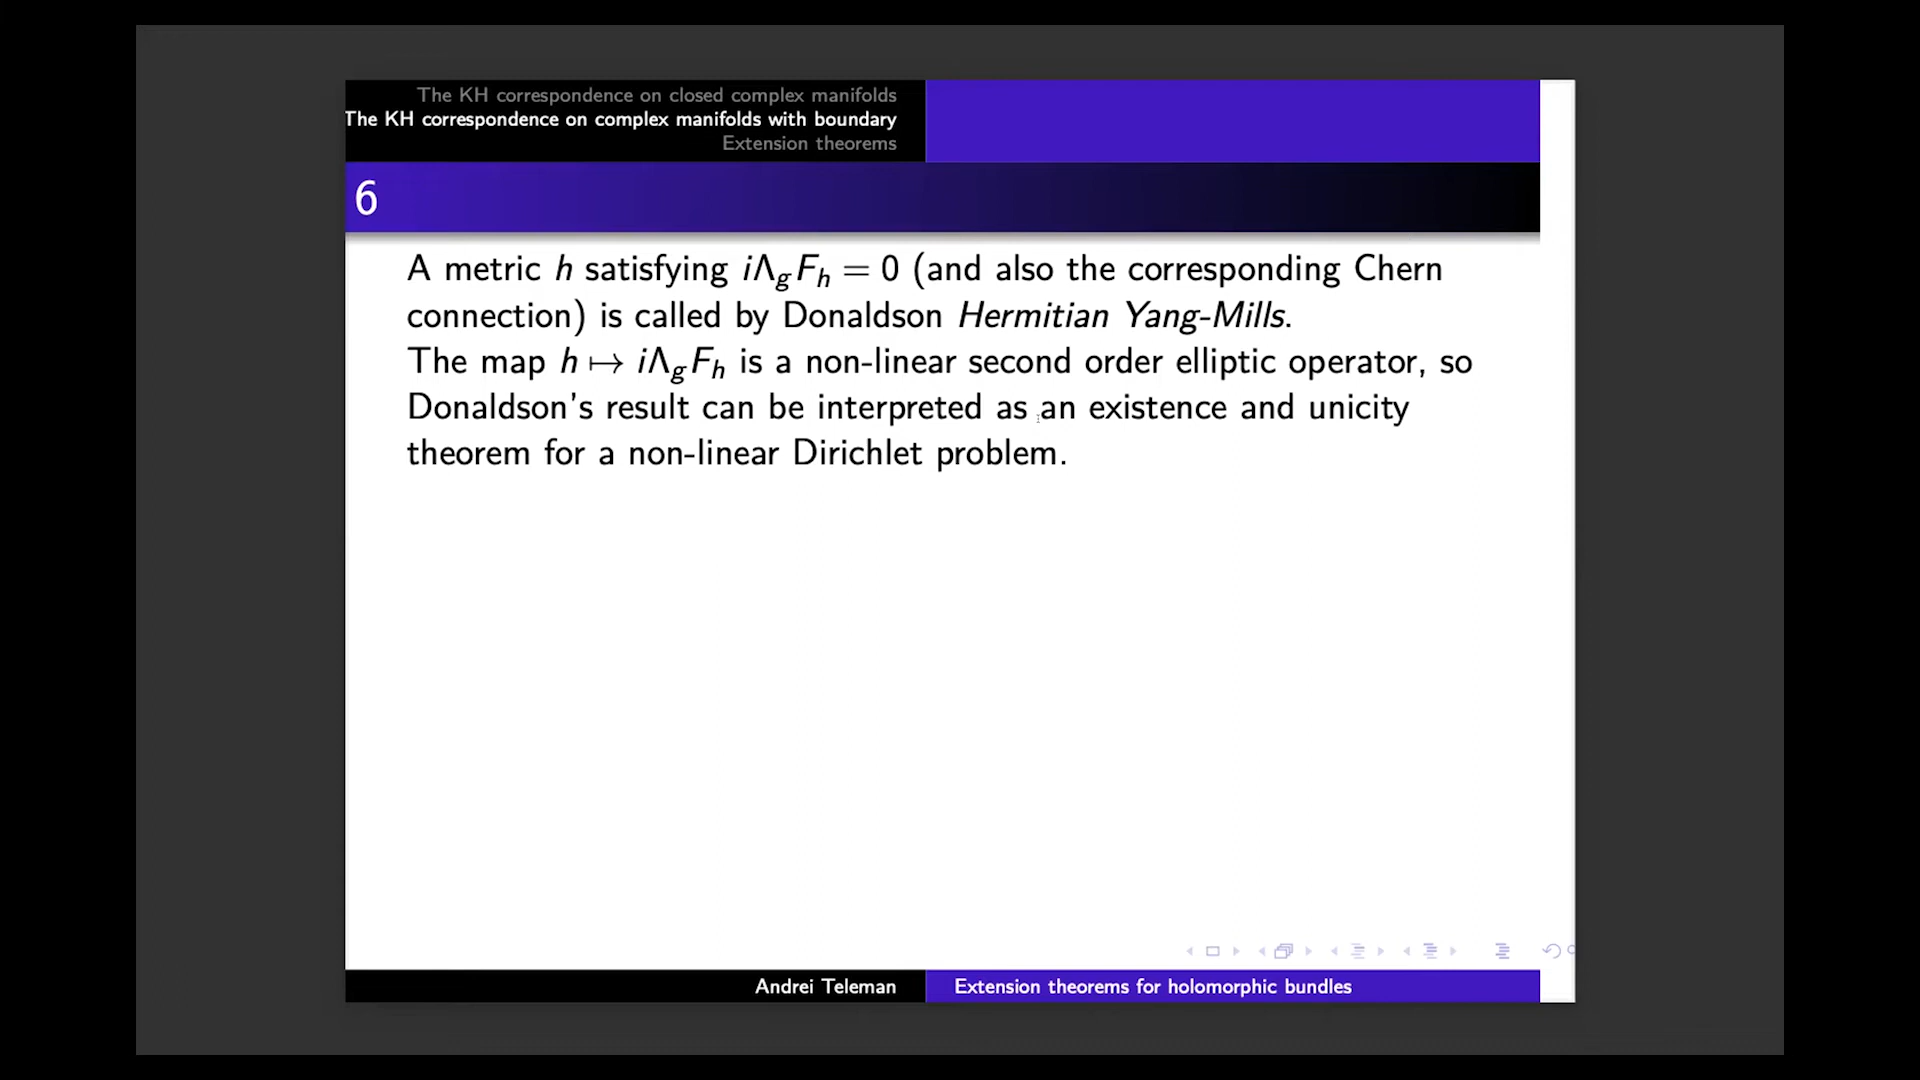 The KH correspondence on closed complex manifolds
The KH correspondence on complex manifolds with boundary
Extension theorems
6
A metric h satisfying iΛ_g F_h = 0 (and also the corresponding Chern
connection) is called by Donaldson Hermitian Yang-Mills.
The map h ↦ iΛ_g F_h is a non-linear second order elliptic operator, so
Donaldson's result can be interpreted as an existence and unicity
theorem for a non-linear Dirichlet problem.
Andrei Teleman
Extension theorems for holomorphic bundles